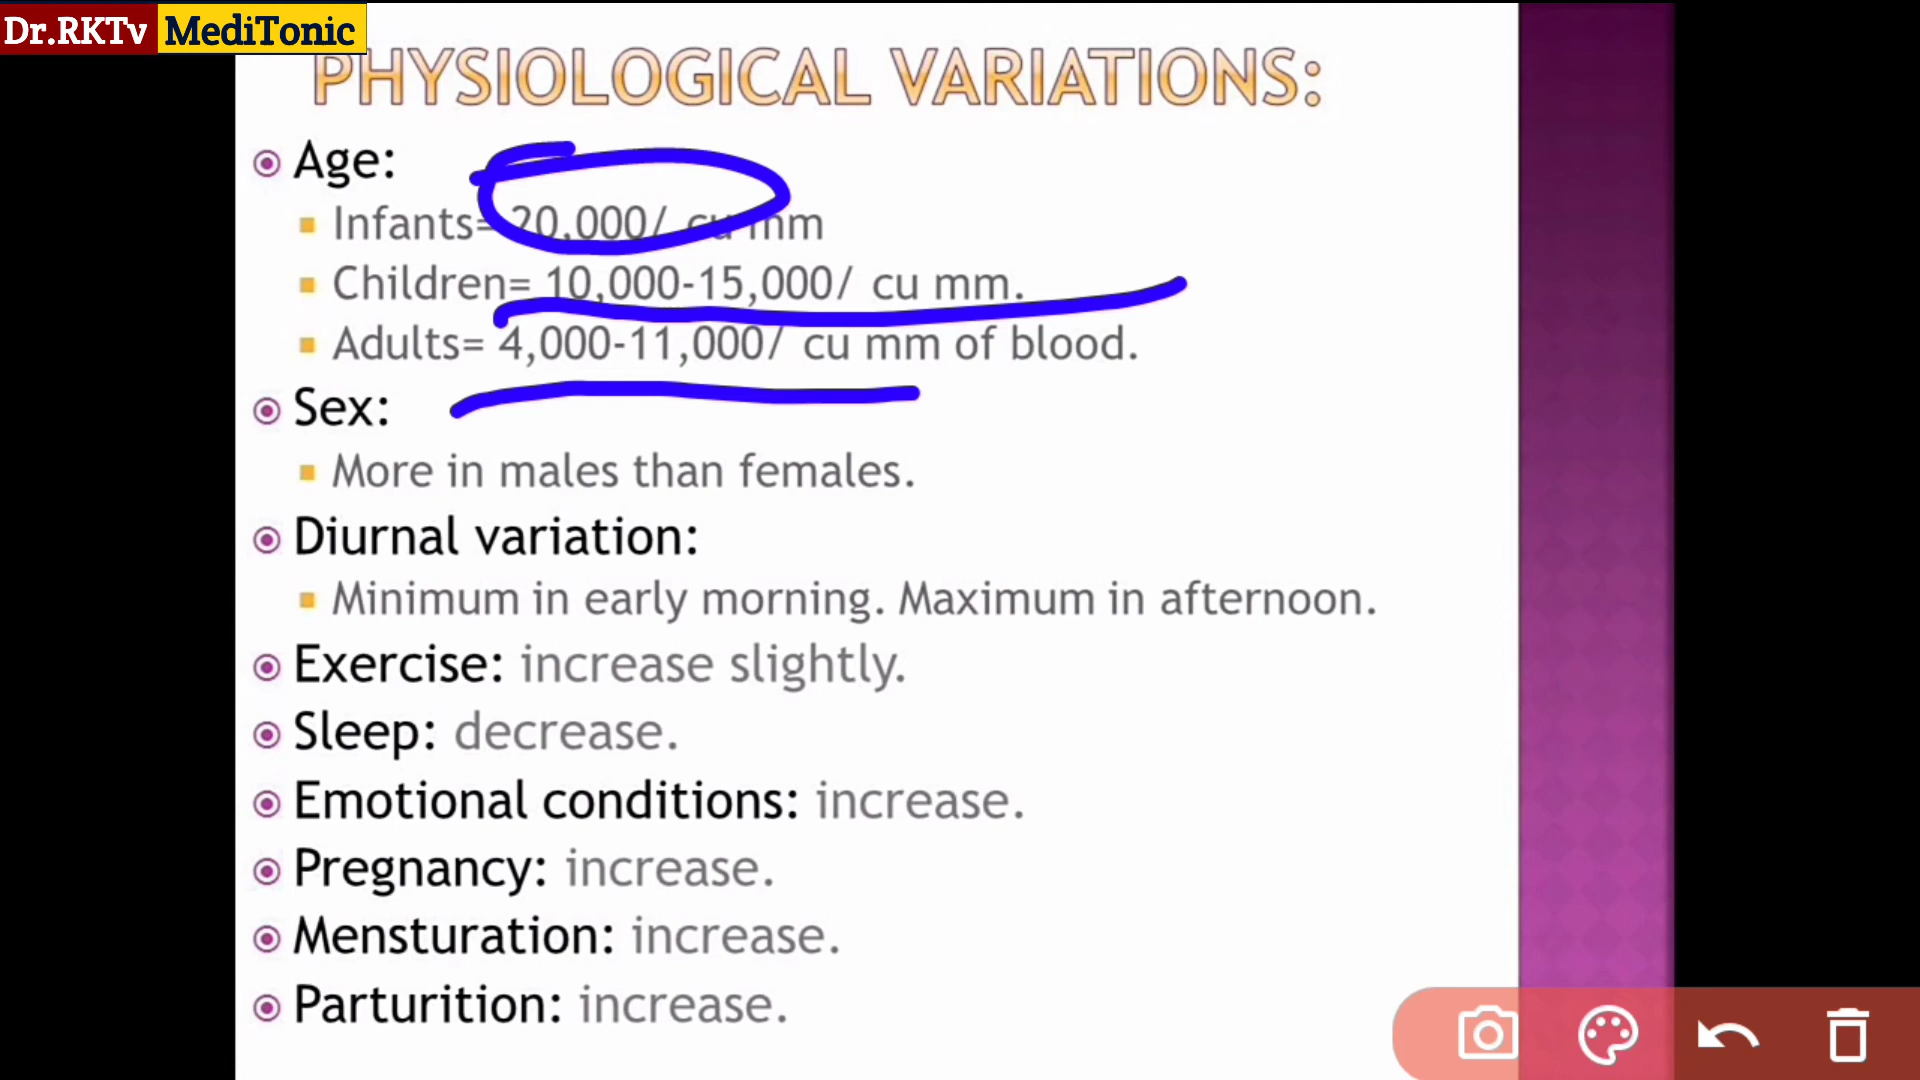 Dr.RKTv MediTonic
PHYSIOLOGICAL VARIATIONS:
Age:
Infants= 20,000/ cu mm
Children= 10,000-15,000/ cu mm.
Adults= 4,000-11,000/ cu mm of blood.
Sex:
More in males than females.
Diurnal variation:
Minimum in early morning. Maximum in afternoon.
Exercise: increase slightly.
Sleep: decrease.
Emotional conditions: increase.
Pregnancy: increase.
Mensturation: increase.
Parturition: increase.